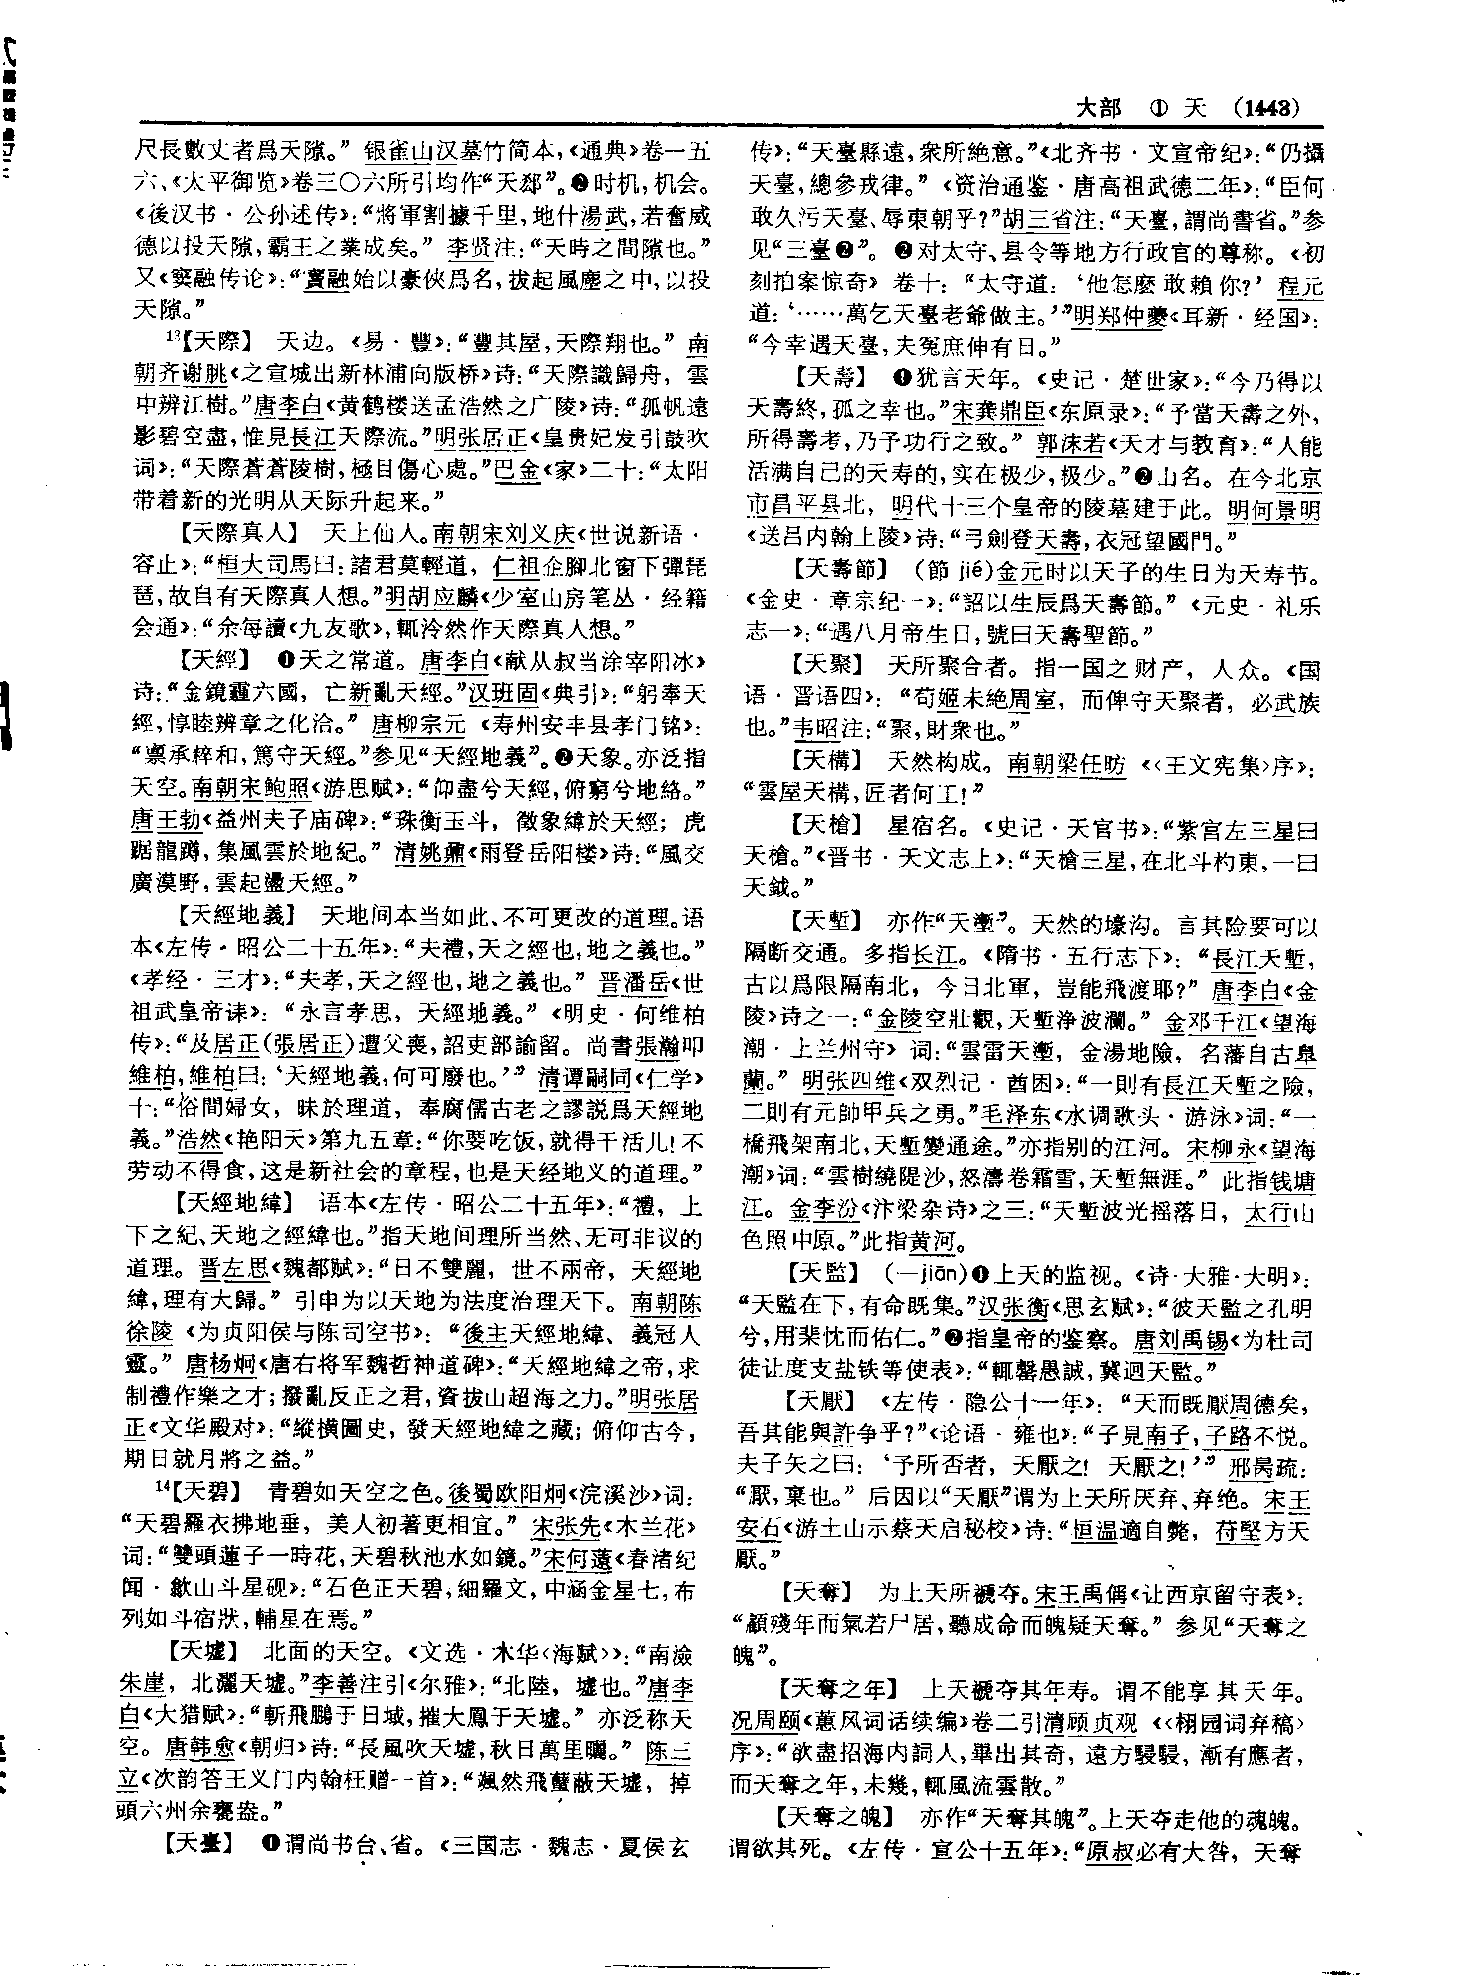 大部 ① 天 (1443)
尺長數丈者爲天隙。” 银雀山汉墓竹简本,《通典》卷一五
六、《太平御览》卷三〇六所引均作“天郄”。❷时机,机会。
《後汉书·公孙述传》:“將軍割據千里,地什湯武,若奮威
德以投天隙,霸王之業成矣。” 李贤注:“天時之間隙也。”
又《窦融传论》:“竇融始以豪俠爲名,拔起風塵之中,以投
天隙。”
13【天際】 天边。《易·豐》:“豐其屋,天際翔也。” 南
朝齐谢朓《之宣城出新林浦向版桥》诗:“天際識歸舟, 雲
中辨江樹。”唐李白《黄鹤楼送孟浩然之广陵》诗:“孤帆遠
影碧空盡,惟見長江天際流。”明张居正《皇贵妃发引鼓吹
词》:“天際蒼蒼陵樹,極目傷心處。”巴金《家》二十:“太阳
带着新的光明从天际升起来。”
【天際真人】 天上仙人。南朝宋刘义庆《世说新语·
容止》:“桓大司馬曰:諸君莫輕道, 仁祖企腳北窗下彈琵
琶,故自有天際真人想。”明胡应麟《少室山房笔丛·经籍
会通》:“余每讀《九友歌》,輒泠然作天際真人想。”
【天經】 ❶天之常道。唐李白《献从叔当涂宰阳冰》
诗:“金鏡霾六國, 亡新亂天經。”汉班固《典引》:“躬奉天
經,惇睦辨章之化洽。” 唐柳宗元《寿州安丰县孝门铭》:
“禀承粹和,篤守天經。”参见“天經地義”。❷天象。亦泛指
天空。南朝宋鲍照《游思赋》:“仰盡兮天經,俯窮兮地絡。”
唐王勃《益州夫子庙碑》:“珠衡玉斗, 徵象緯於天經; 虎
踞龍蹲,集風雲於地紀。” 清姚鼐《雨登岳阳楼》诗:“風交
廣漠野,雲起盪天經。”
【天經地義】 天地间本当如此、不可更改的道理。语
本《左传·昭公二十五年》:“夫禮,天之經也,地之義也。”
《孝经·三才》:“夫孝,天之經也,地之義也。” 晋潘岳《世
祖武皇帝诔》: “永言孝思, 天經地義。”《明史·何维柏
传》:“及居正(張居正)遭父喪,詔吏部諭留。尚書張瀚叩
維柏,維柏曰:‘天經地義,何可廢也。’” 清谭嗣同《仁学》
十:“俗間婦女, 昧於理道, 奉腐儒古老之謬説爲天經地
義。”浩然《艳阳天》第九五章:“你要吃饭,就得干活儿!不
劳动不得食,这是新社会的章程,也是天经地义的道理。”
【天經地緯】 语本《左传·昭公二十五年》:“禮, 上
下之紀、天地之經緯也。”指天地间理所当然、无可非议的
道理。晋左思《魏都赋》:“日不雙麗, 世不兩帝, 天經地
緯,理有大歸。” 引申为以天地为法度治理天下。南朝陈
徐陵《为贞阳侯与陈司空书》: “後主天經地緯、義冠人
靈。” 唐杨炯《唐右将军魏哲神道碑》:“天經地緯之帝,求
制禮作樂之才;撥亂反正之君,資拔山超海之力。”明张居
正《文华殿对》:“縱横圖史, 發天經地緯之藏; 俯仰古今,
期日就月將之益。”
14【天碧】 青碧如天空之色。後蜀欧阳炯《浣溪沙》词:
“天碧羅衣拂地垂, 美人初著更相宜。” 宋张先《木兰花》
词:“雙頭蓮子一時花,天碧秋池水如鏡。”宋何薳《春渚纪
闻·歙山斗星砚》:“石色正天碧,細羅文,中涵金星七,布
列如斗宿狀,輔星在焉。”
【天墟】 北面的天空。《文选·木华〈海赋〉》:“南澰
朱崖, 北灑天墟。”李善注引《尔雅》:“北陸, 墟也。”唐李
白《大猎赋》:“斬飛鵬于日域,摧大鳳于天墟。” 亦泛称天
空。唐韩愈《朝归》诗:“長風吹天墟,秋日萬里曬。” 陈三
立《次韵答王义门内翰枉赠一首》:“颯然飛蠶蔽天墟, 掉
頭六州余甕盎。”
【天臺】 ❶谓尚书台、省。《三国志·魏志·夏侯玄
传》:“天臺縣遠,衆所絶意。”《北齐书·文宣帝纪》:“仍攝
天臺,總參戎律。”《资治通鉴·唐高祖武德二年》:“臣何
敢久污天臺、辱東朝乎?”胡三省注:“天臺,謂尚書省。”参
见“三臺❷”。❷对太守、县令等地方行政官的尊称。《初
刻拍案惊奇》卷十: “太守道: ‘他怎麽敢賴你?’ 程元
道:‘……萬乞天臺老爺做主。’”明郑仲夔《耳新·经国》:
“今幸遇天臺,夫冤庶伸有日。”
【天壽】 ❶犹言天年。《史记·楚世家》:“今乃得以
天壽終,孤之幸也。”宋龚鼎臣《东原录》:“予當天壽之外,
所得壽考,乃予功行之致。” 郭沫若《天才与教育》:“人能
活满自己的天寿的,实在极少,极少。”❷山名。在今北京
市昌平县北, 明代十三个皇帝的陵墓建于此。明何景明
《送吕内翰上陵》诗:“弓劍登天壽,衣冠望國門。”
【天壽節】 (節 jié)金元时以天子的生日为天寿节。
《金史·章宗纪一》:“詔以生辰爲天壽節。”《元史·礼乐
志一》:“遇八月帝生日,號曰天壽聖節。”
【天聚】 天所聚合者。指一国之财产, 人众。《国
语·晋语四》: “苟姬未絶周室, 而俾守天聚者, 必武族
也。”韦昭注:“聚,財衆也。”
【天構】 天然构成。南朝梁任昉《〈王文宪集〉序》:
“雲屋天構,匠者何工!”
【天槍】 星宿名。《史记·天官书》:“紫宫左三星曰
天槍。”《晋书·天文志上》:“天槍三星,在北斗杓東,一曰
天鉞。”
【天塹】 亦作“天壍”。天然的壕沟。言其险要可以
隔断交通。多指长江。《隋书·五行志下》: “長江天塹,
古以爲限隔南北, 今日北軍, 豈能飛渡耶?” 唐李白《金
陵》诗之一:“金陵空壯觀,天塹净波瀾。” 金邓千江《望海
潮·上兰州守》词:“雲雷天壍, 金湯地險, 名藩自古皐
蘭。” 明张四维《双烈记·酋困》:“一則有長江天塹之險,
二則有元帥甲兵之勇。”毛泽东《水调歌头·游泳》词:“一
橋飛架南北,天塹變通途。”亦指别的江河。宋柳永《望海
潮》词:“雲樹繞隄沙,怒濤卷霜雪,天塹無涯。” 此指钱塘
江。金李汾《汴梁杂诗》之三:“天塹波光摇落日, 太行山
色照中原。”此指黄河。
【天監】 (—jiān)❶上天的监视。《诗·大雅·大明》:
“天監在下,有命既集。”汉张衡《思玄赋》:“彼天監之孔明
兮,用棐忱而佑仁。”❷指皇帝的鉴察。唐刘禹锡《为杜司
徒让度支盐铁等使表》:“輒罄愚誠,冀迴天監。”
【天厭】 《左传·隐公十一年》: “天而既厭周德矣,
吾其能與許争乎?”《论语·雍也》:“子見南子,子路不悦。
夫子矢之曰: ‘予所否者, 天厭之! 天厭之!’” 邢昺疏:
“厭,棄也。” 后因以“天厭”谓为上天所厌弃、弃绝。宋王
安石《游土山示蔡天启秘校》诗:“桓温適自斃, 苻堅方天
厭。”
【天奪】 为上天所褫夺。宋王禹偁《让西京留守表》:
“顧殘年而氣若尸居,聽成命而魄疑天奪。” 参见“天奪之
魄”。
【天奪之年】 上天褫夺其年寿。谓不能享其天年。
况周颐《蕙风词话续编》卷二引清顾贞观《〈栩园词弃稿〉
序》:“欲盡招海内詞人,畢出其奇, 遠方駸駸, 漸有應者,
而天奪之年,未幾,輒風流雲散。”
【天奪之魄】 亦作“天奪其魄”。上天夺走他的魂魄。
谓欲其死。《左传·宣公十五年》:“原叔必有大咎, 天奪